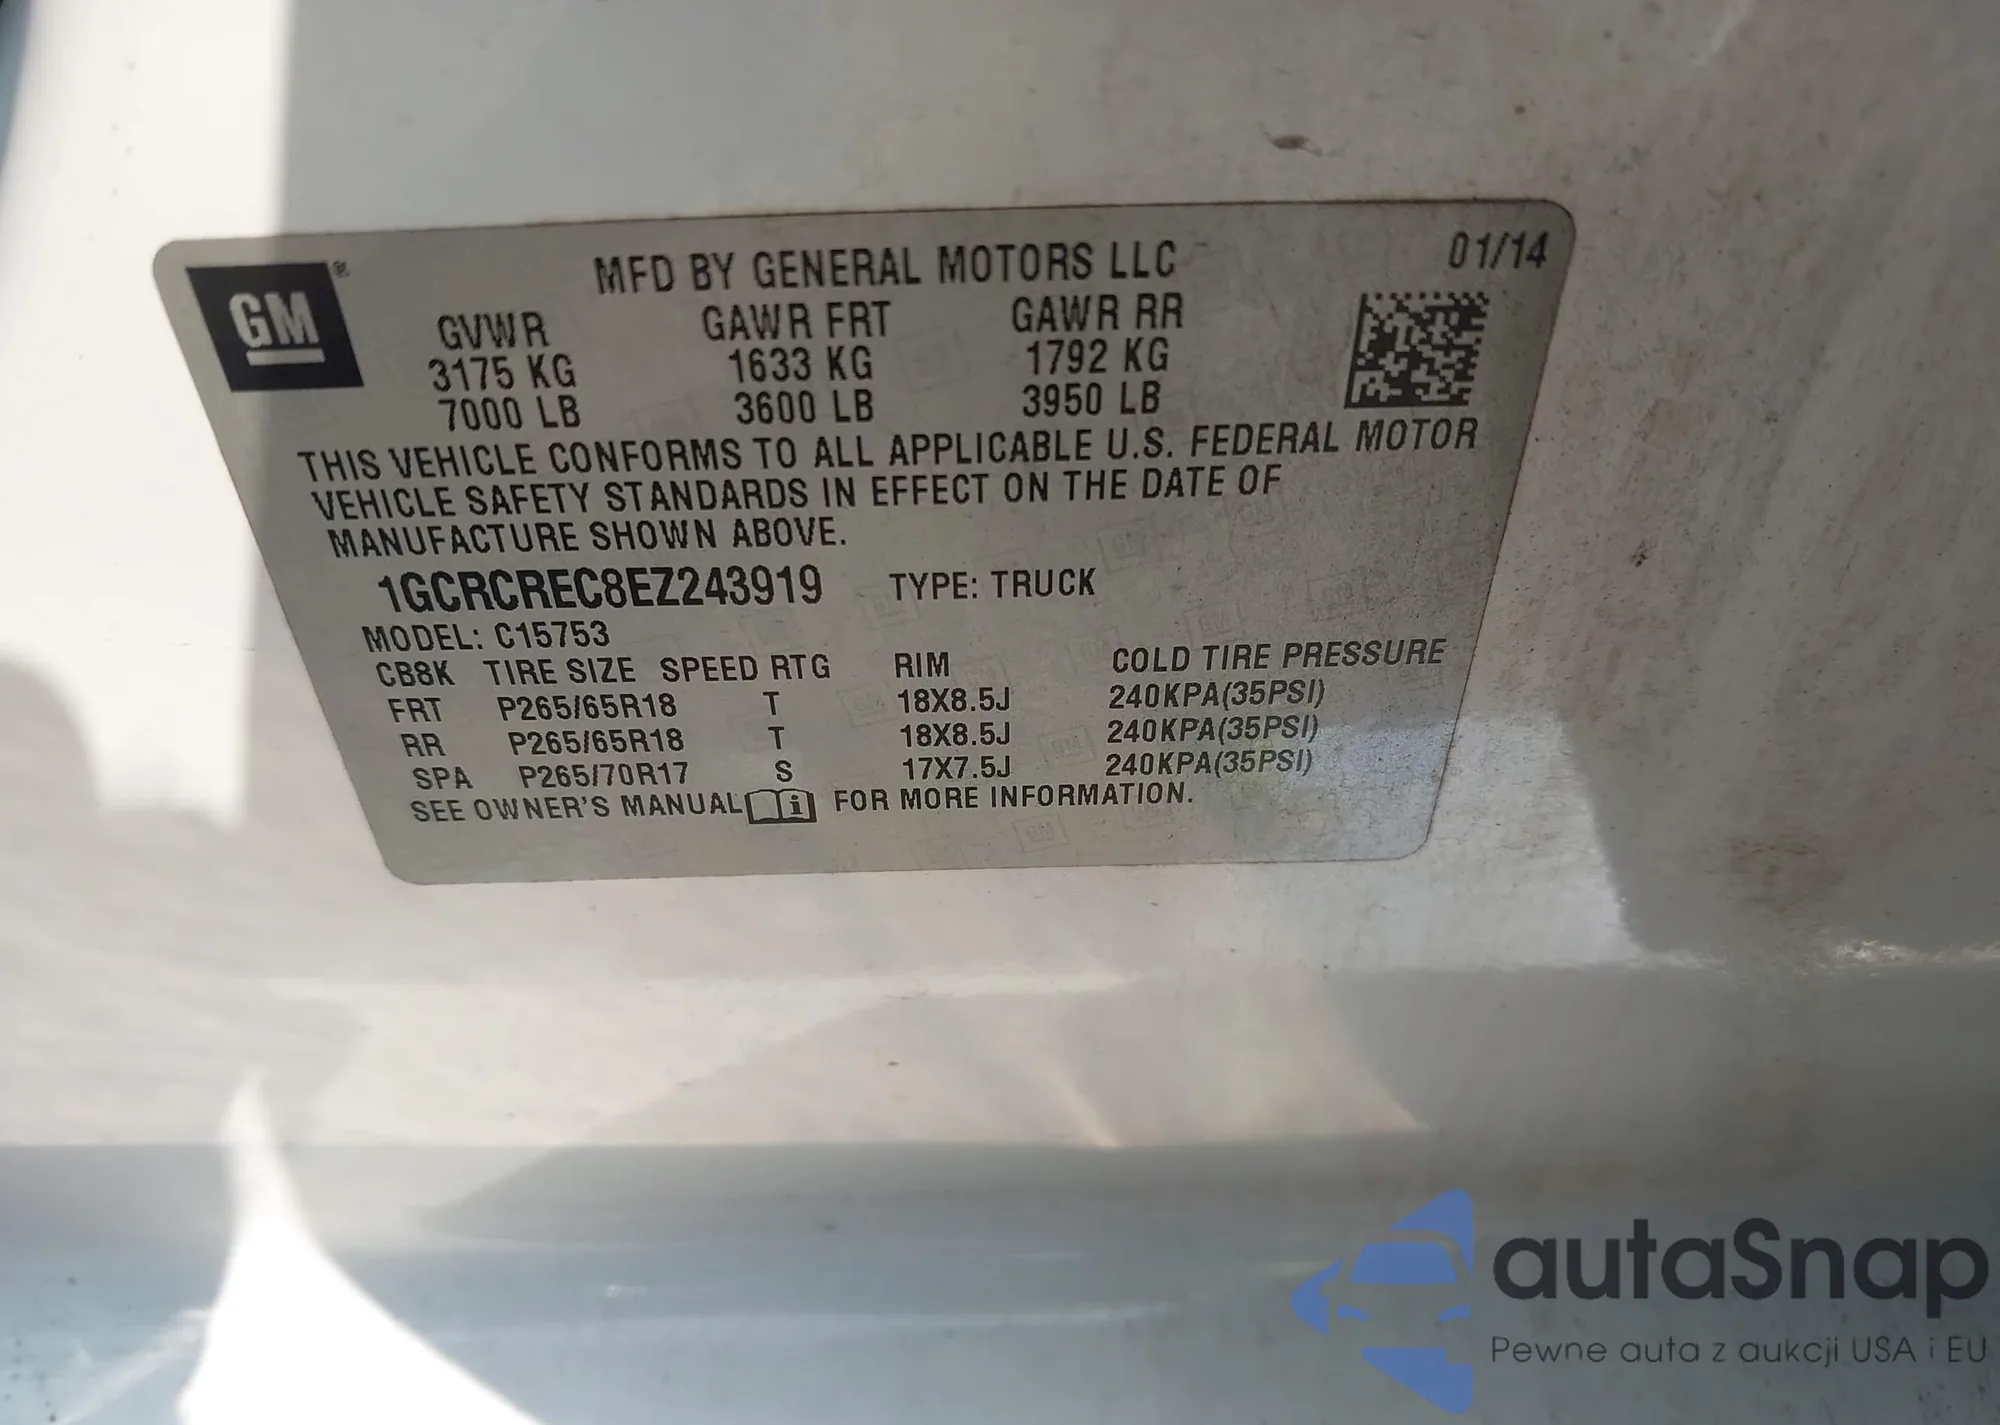 GM ®
MFD BY GENERAL MOTORS LLC 01/14
GVWR GAWR FRT GAWR RR
3175 KG 1633 KG 1792 KG
7000 LB 3600 LB 3950 LB
THIS VEHICLE CONFORMS TO ALL APPLICABLE U.S. FEDERAL MOTOR
VEHICLE SAFETY STANDARDS IN EFFECT ON THE DATE OF
MANUFACTURE SHOWN ABOVE.
1GCRCREC8EZ243919 TYPE: TRUCK
MODEL: C15753
CB8K TIRE SIZE SPEED RTG RIM COLD TIRE PRESSURE
FRT P265/65R18 T 18X8.5J 240KPA(35PSI)
RR P265/65R18 T 18X8.5J 240KPA(35PSI)
SPA P265/70R17 S 17X7.5J 240KPA(35PSI)
SEE OWNER'S MANUAL i FOR MORE INFORMATION.
autaSnap
Pewne auta z aukcji USA i EU